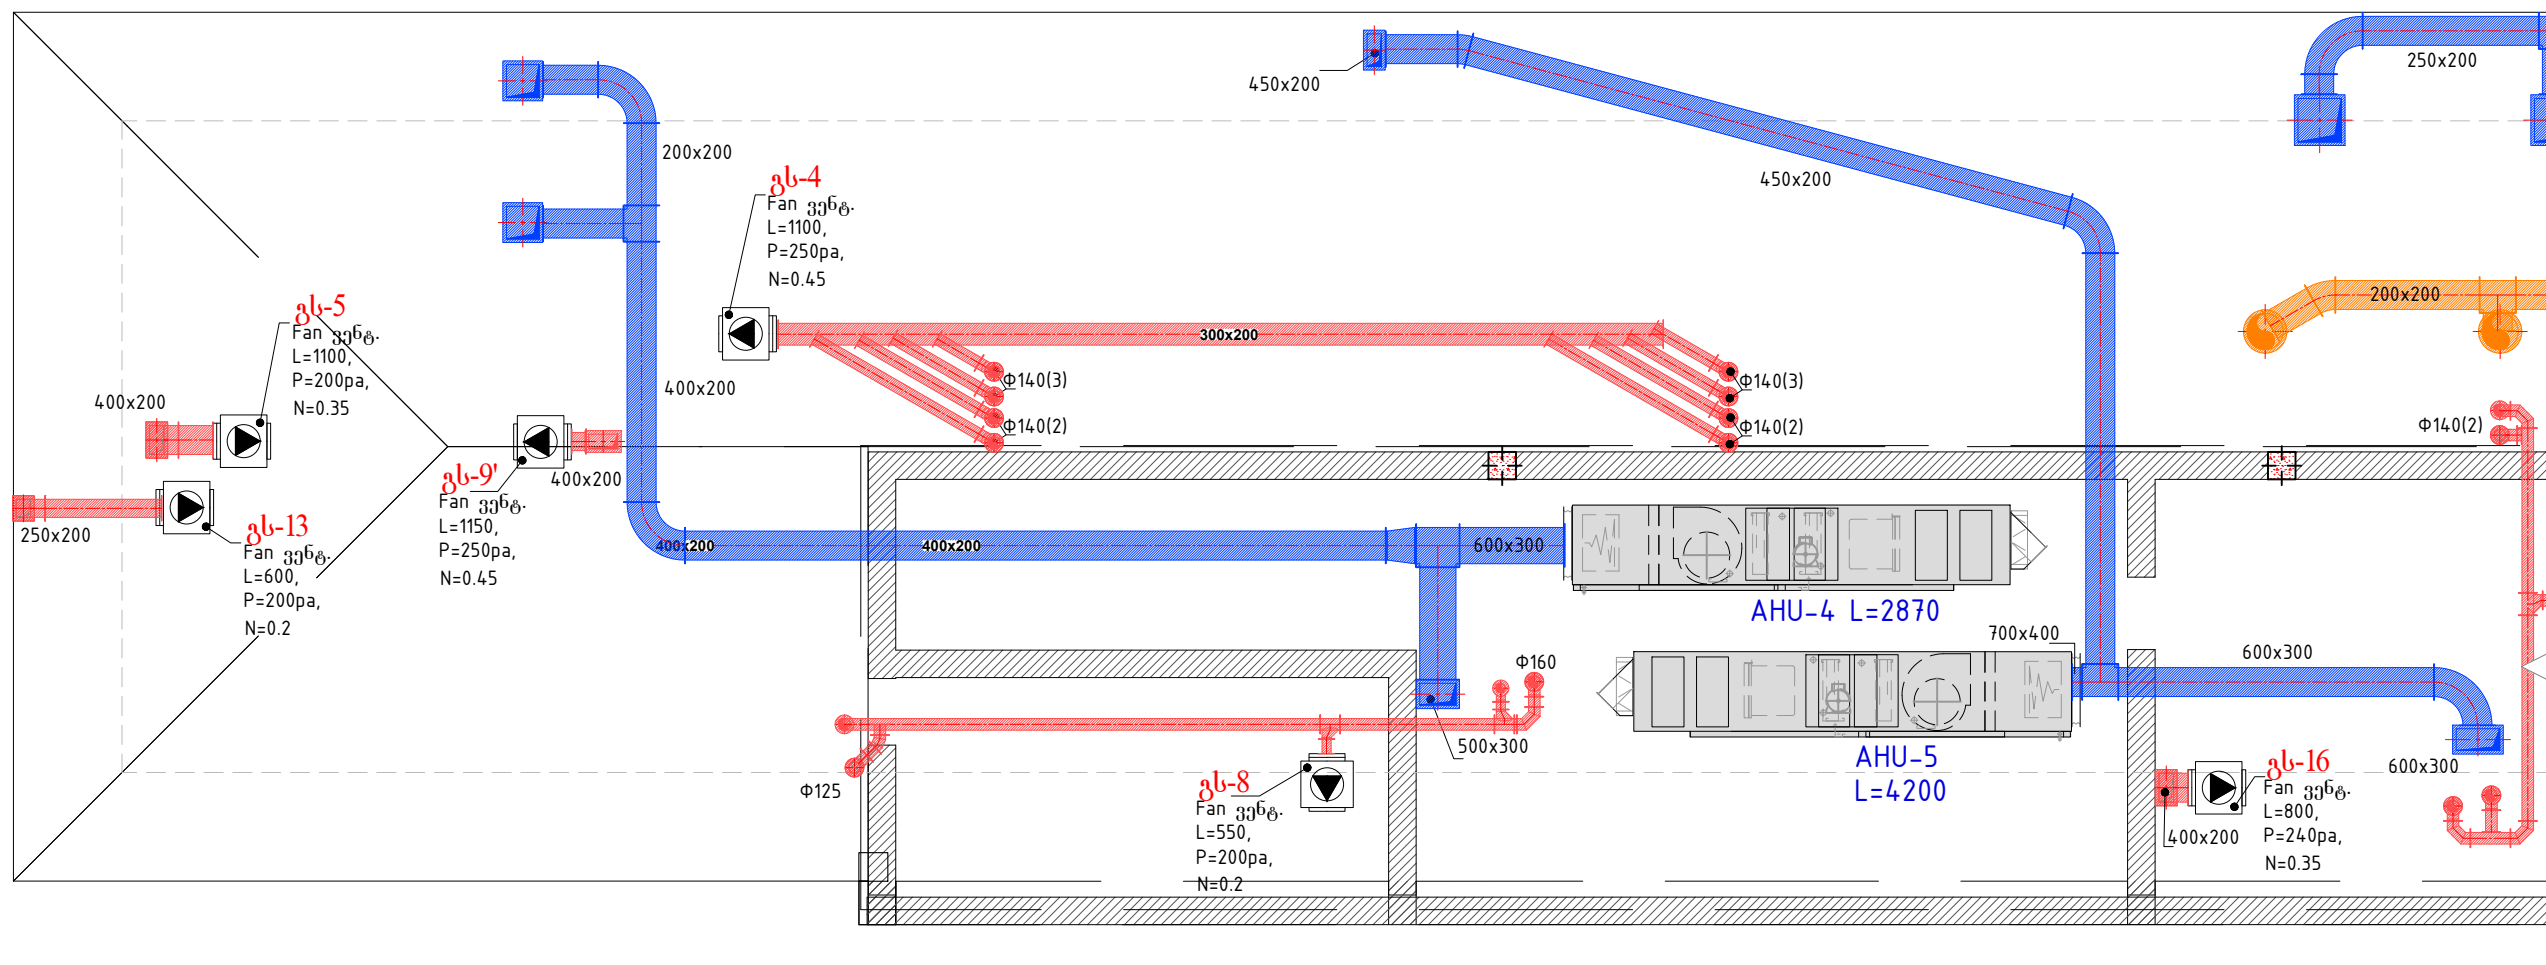 450x200
250x200
200x200
გს-4
Fan ვენტ.
L=1100,
P=250pa,
N=0.45
450x200
გს-5
Fan ვენტ.
L=1100,
P=200pa,
N=0.35
300x200
200x200
400x200
Φ140(3)
Φ140(3)
400x200
Φ140(2)
Φ140(2)
Φ140(2)
გს-9'
Fan ვენტ.
L=1150,
P=250pa,
N=0.45
400x200
250x200
გს-13
Fan ვენტ.
L=600,
P=200pa,
N=0.2
400x200
400x200
600x300
AHU-4 L=2870
700x400
600x300
Φ160
500x300
AHU-5
L=4200
Φ125
გს-8
Fan ვენტ.
L=550,
P=200pa,
N=0.2
600x300
გს-16
Fan ვენტ.
L=800,
P=240pa,
N=0.35
400x200